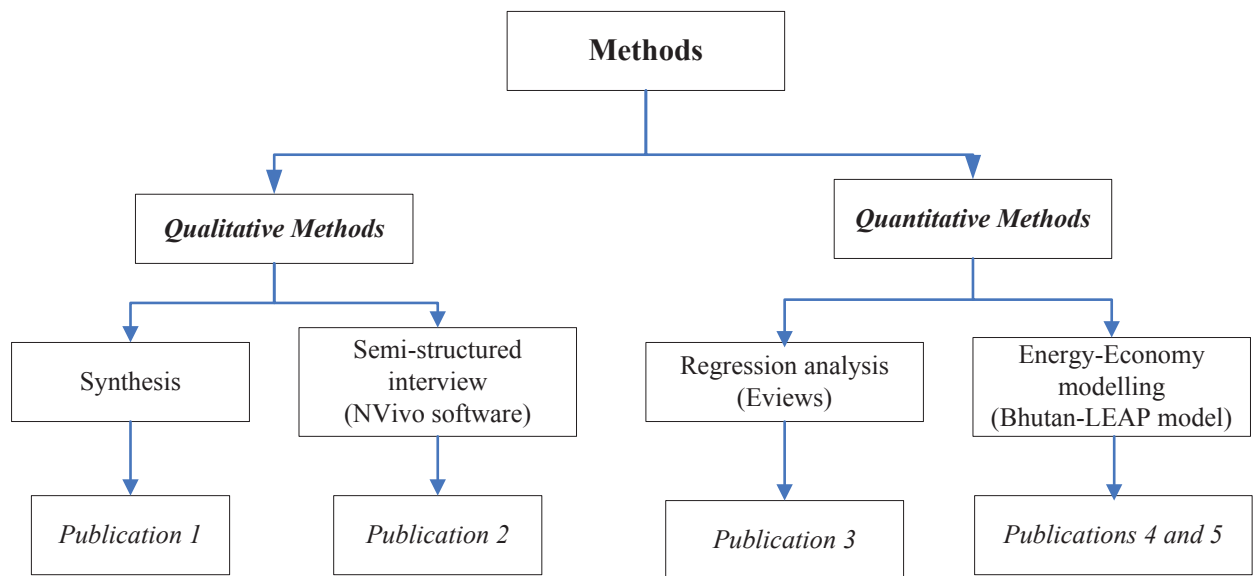 Methods
Qualitative Methods
Quantitative Methods
Synthesis
Semi-structured
interview
(NVivo software)
Regression analysis
(Eviews)
Energy-Economy
modelling
(Bhutan-LEAP model)
Publication 1
Publication 2
Publication 3
Publications 4 and 5